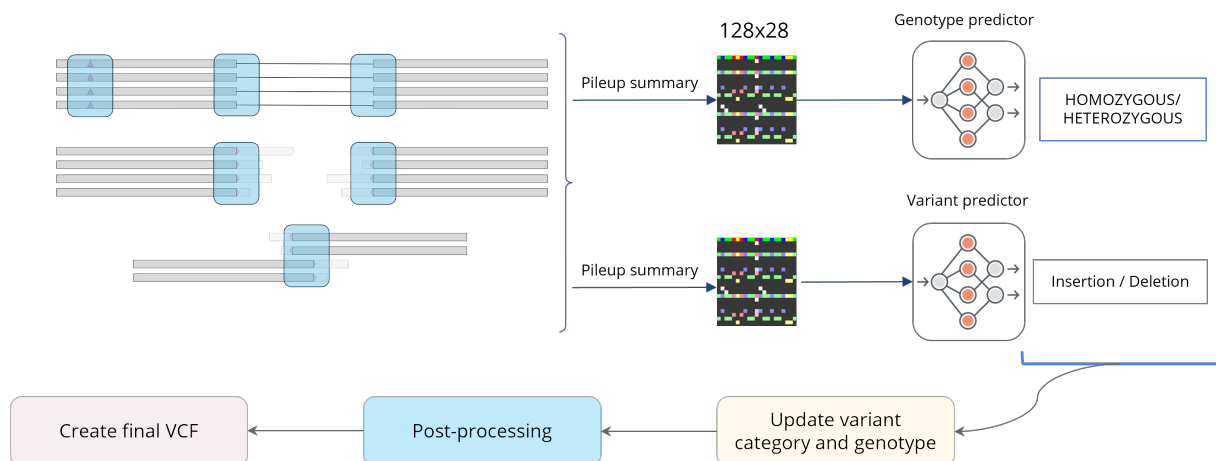 Genotype predictor
128x28
Pileup summary
HOMOZYGOUS/
HETEROZYGOUS
Variant predictor
Pileup summary
Insertion / Deletion
Create final VCF
Post-processing
Update variant
category and genotype